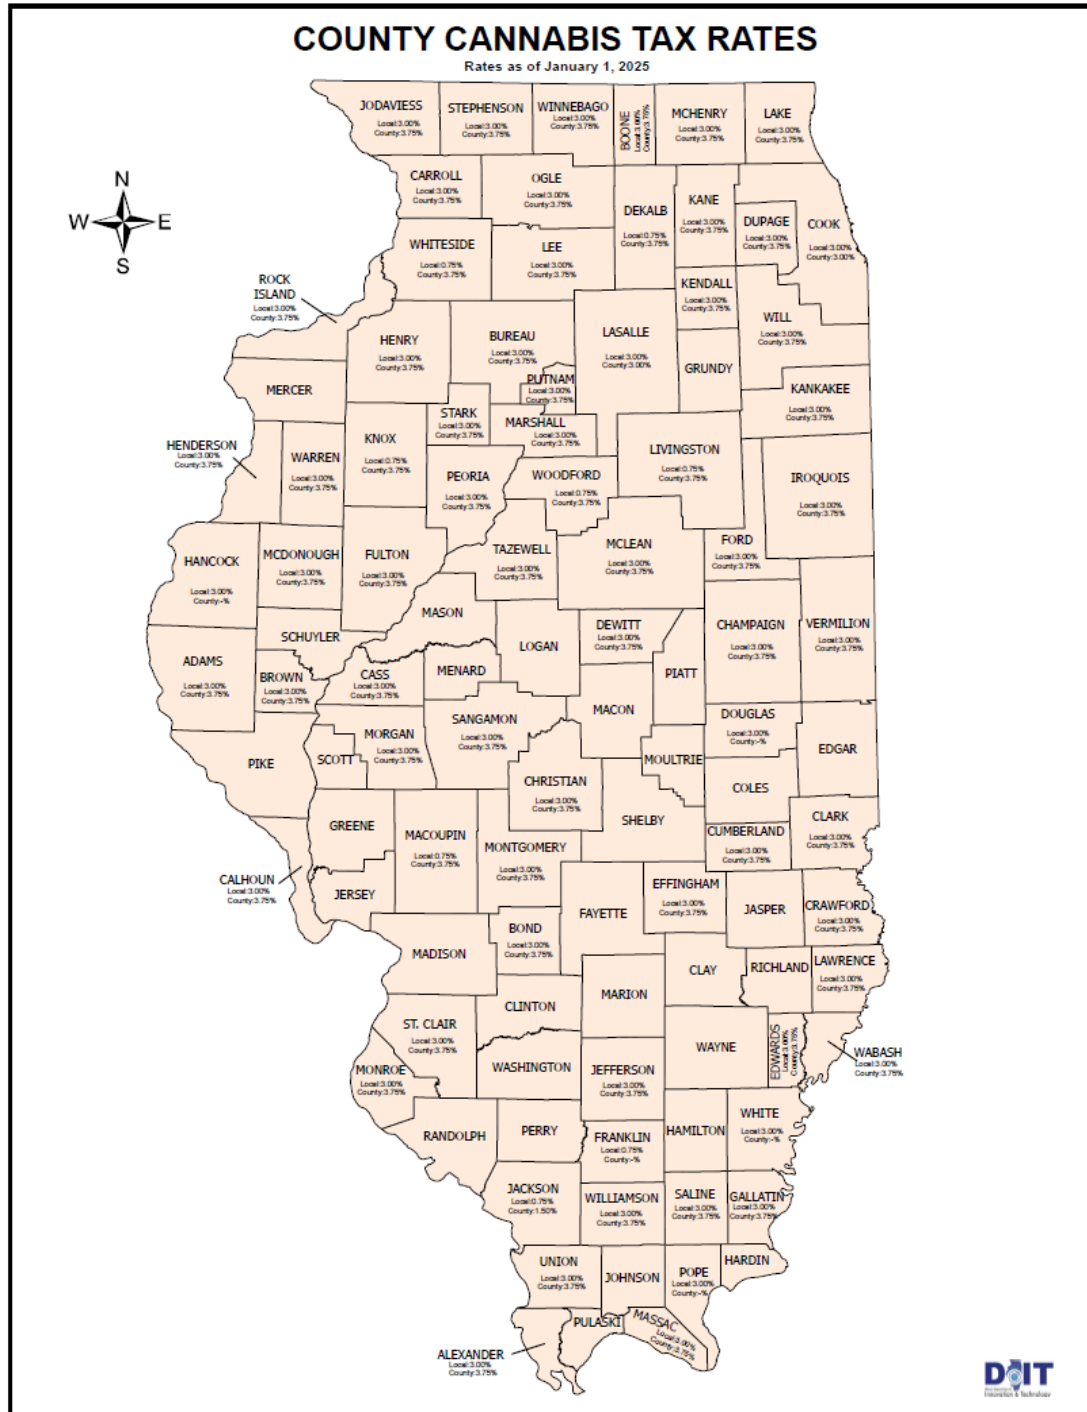 COUNTY CANNABIS TAX RATES
Rates as of January 1, 2025
JODAVIESS
Local:3.00%
County:3.75%
STEPHENSON
Local:3.00%
County:3.75%
WINNEBAGO
Local:3.00%
County:3.75%
BOONE
Local:3.00%
County:3.75%
MCHENRY
Local:3.00%
County:3.75%
LAKE
Local:3.00%
County:3.75%
N
W
E
S
CARROLL
Local:3.00%
County:3.75%
OGLE
Local:3.00%
County:3.75%
DEKALB
Local:0.75%
County:3.75%
KANE
Local:3.00%
County:3.75%
DUPAGE
Local:3.00%
County:3.75%
COOK
Local:3.00%
County:3.00%
WHITESIDE
Local:0.75%
County:3.75%
LEE
Local:3.00%
County:3.75%
ROCK
ISLAND
Local:3.00%
County:3.75%
KENDALL
Local:3.00%
County:3.75%
WILL
Local:3.00%
County:3.75%
HENRY
Local:3.00%
County:3.75%
BUREAU
Local:3.00%
County:3.75%
LASALLE
Local:3.00%
County:3.00%
GRUNDY
MERCER
PUTNAM
Local:3.00%
County:3.75%
KANKAKEE
Local:3.00%
County:3.75%
STARK
Local:3.00%
County:3.75%
MARSHALL
Local:3.00%
County:3.75%
HENDERSON
Local:3.00%
County:3.75%
WARREN
Local:3.00%
County:3.75%
KNOX
Local:0.75%
County:3.75%
PEORIA
Local:3.00%
County:3.75%
WOODFORD
Local:0.75%
County:3.75%
LIVINGSTON
Local:0.75%
County:3.75%
IROQUOIS
Local:3.00%
County:3.75%
HANCOCK
Local:3.00%
County:-%
MCDONOUGH
Local:3.00%
County:3.75%
FULTON
Local:3.00%
County:3.75%
TAZEWELL
Local:3.00%
County:3.75%
MCLEAN
Local:3.00%
County:3.75%
FORD
Local:3.00%
County:3.75%
MASON
SCHUYLER
LOGAN
DEWITT
Local:3.00%
County:3.75%
CHAMPAIGN
Local:3.00%
County:3.75%
VERMILION
Local:3.00%
County:3.75%
ADAMS
Local:3.00%
County:3.75%
BROWN
Local:3.00%
County:3.75%
CASS
Local:3.00%
County:3.75%
MENARD
PIATT
MACON
DOUGLAS
Local:3.00%
County:-%
PIKE
SCOTT
MORGAN
Local:3.00%
County:3.75%
SANGAMON
Local:3.00%
County:3.75%
MOULTRIE
EDGAR
CHRISTIAN
Local:3.00%
County:3.75%
COLES
GREENE
MACOUPIN
Local:0.75%
County:3.75%
MONTGOMERY
Local:3.00%
County:3.75%
SHELBY
CUMBERLAND
Local:3.00%
County:3.75%
CLARK
Local:3.00%
County:3.75%
CALHOUN
Local:3.00%
County:3.75%
JERSEY
FAYETTE
EFFINGHAM
Local:3.00%
County:3.75%
JASPER
CRAWFORD
Local:3.00%
County:3.75%
MADISON
BOND
Local:3.00%
County:3.75%
CLAY
RICHLAND
LAWRENCE
Local:3.00%
County:3.75%
CLINTON
MARION
ST. CLAIR
Local:3.00%
County:3.75%
WAYNE
EDWARDS
Local:3.00%
County:3.75%
WABASH
Local:3.00%
County:3.75%
MONROE
Local:3.00%
County:3.75%
WASHINGTON
JEFFERSON
Local:3.00%
County:3.75%
RANDOLPH
PERRY
FRANKLIN
Local:0.75%
County:-%
HAMILTON
WHITE
Local:3.00%
County:-%
JACKSON
Local:0.75%
County:1.50%
WILLIAMSON
Local:3.00%
County:3.75%
SALINE
Local:3.00%
County:3.75%
GALLATIN
Local:3.00%
County:3.75%
UNION
Local:3.00%
County:3.75%
JOHNSON
POPE
Local:3.00%
County:-%
HARDIN
PULASKI
MASSAC
Local:3.00%
County:3.75%
ALEXANDER
Local:3.00%
County:3.75%
DoIT
Innovation & Technology